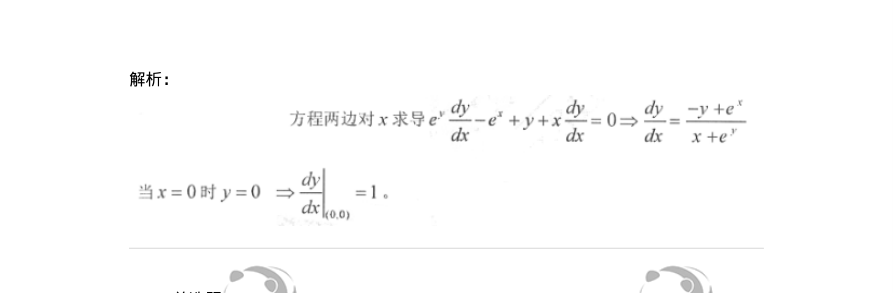 解析：
方程两边对 x 求导 e^y dy/dx − e^x + y + x dy/dx = 0 ⇒ dy/dx = (−y + e^x)/(x + e^y)
当 x = 0 时 y = 0 ⇒ dy/dx|(0,0) = 1 。